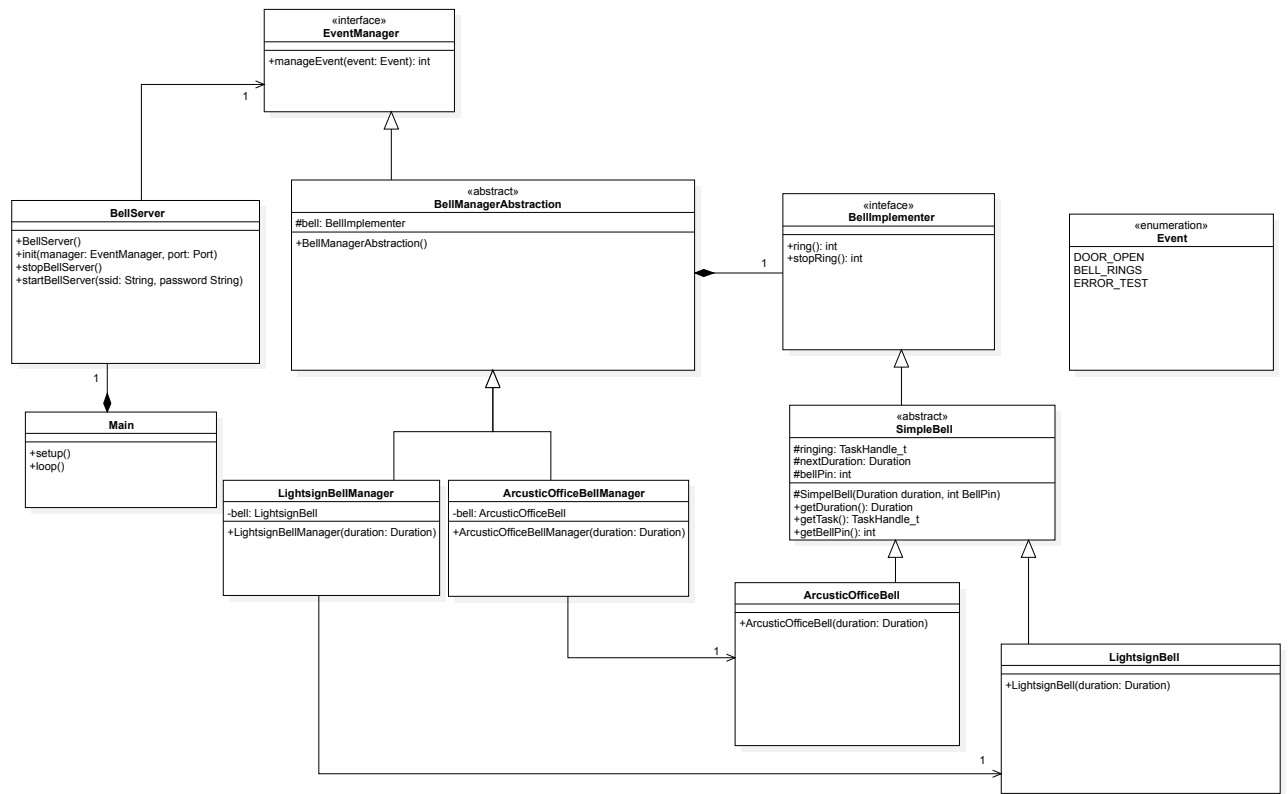 «interface»
EventManager
+manageEvent(event: Event): int
1
«abstract»
BellManagerAbstraction
#bell: BellImplementer
+BellManagerAbstraction()
«inteface»
BellImplementer
+ring(): int
+stopRing(): int
1
«enumeration»
Event
DOOR_OPEN
BELL_RINGS
ERROR_TEST
BellServer
+BellServer()
+init(manager: EventManager, port: Port)
+stopBellServer()
+startBellServer(ssid: String, password String)
1
Main
+setup()
+loop()
«abstract»
SimpleBell
#ringing: TaskHandle_t
#nextDuration: Duration
#bellPin: int
#SimpelBell(Duration duration, int BellPin)
+getDuration(): Duration
+getTask(): TaskHandle_t
+getBellPin(): int
LightsignBellManager
-bell: LightsignBell
+LightsignBellManager(duration: Duration)
ArcusticOfficeBellManager
-bell: ArcusticOfficeBell
+ArcusticOfficeBellManager(duration: Duration)
ArcusticOfficeBell
+ArcusticOfficeBell(duration: Duration)
1
LightsignBell
+LightsignBell(duration: Duration)
1